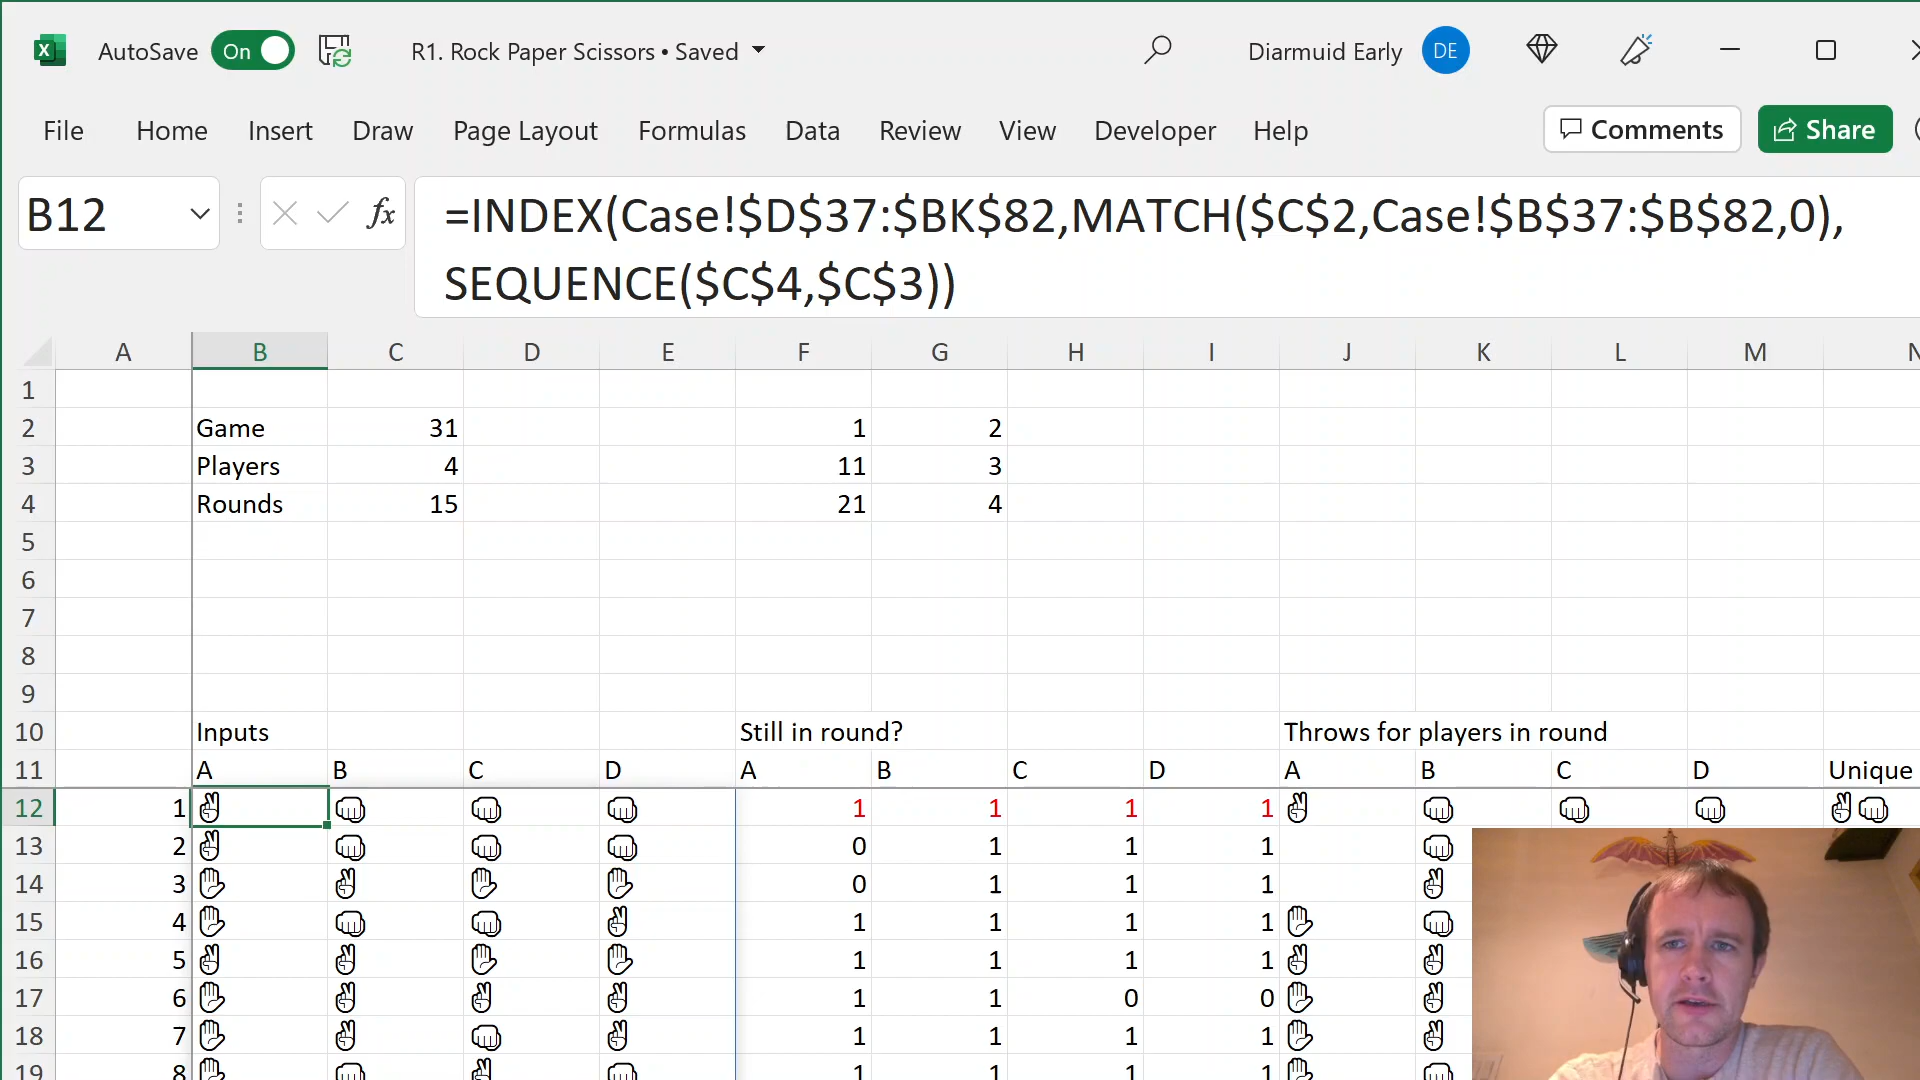 AutoSave On R1. Rock Paper Scissors • Saved Diarmuid Early DE
File Home Insert Draw Page Layout Formulas Data Review View Developer Help Comments Share
B12 fx =INDEX(Case!$D$37:$BK$82,MATCH($C$2,Case!$B$37:$B$82,0),
SEQUENCE($C$4,$C$3))
A B C D E F G H I J K L M N
1
2 Game 31 1 2
3 Players 4 11 3
4 Rounds 15 21 4
5
6
7
8
9
10 Inputs Still in round? Throws for players in round
11 A B C D A B C D A B C D Unique
12 1 ✌ 👊 👊 👊 1 1 1 1 ✌ 👊 👊 👊 ✌👊
13 2 ✌ 👊 👊 👊 0 1 1 1 👊
14 3 ✋ ✌ ✋ ✋ 0 1 1 1 ✌
15 4 ✋ 👊 👊 ✌ 1 1 1 1 ✋ 👊
16 5 ✌ ✌ ✋ ✋ 1 1 1 1 ✌ ✌
17 6 ✋ ✌ ✌ ✌ 1 1 0 0 ✋ ✌
18 7 ✋ ✌ 👊 ✌ 1 1 1 1 ✋ ✌
19 8 ✋ 👊 ✌ 👊 1 1 1 1 ✋ 👊